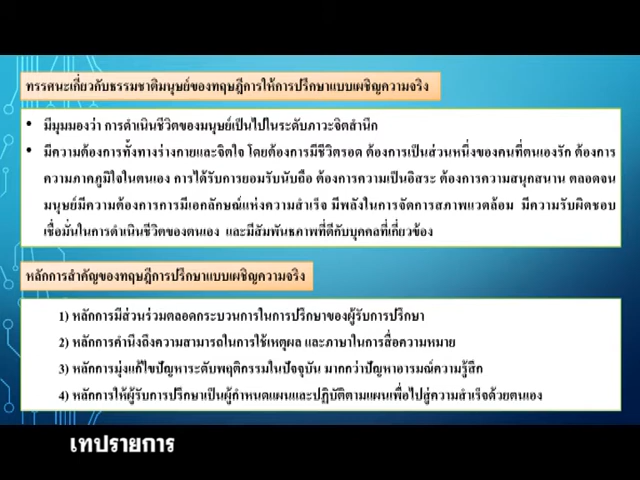 ทรรศนะเกี่ยวกับธรรมชาติมนุษย์ของทฤษฎีการให้การปรึกษาแบบเผชิญความจริง
• มีมุมมองว่า การดำเนินชีวิตของมนุษย์เป็นไปในระดับภาวะจิตสำนึก
• มีความต้องการทั้งทางร่างกายและจิตใจ โดยต้องการมีชีวิตรอด ต้องการเป็นส่วนหนึ่งของคนที่ตนเองรัก ต้องการ
ความภาคภูมิใจในตนเอง การได้รับการยอมรับนับถือ ต้องการความเป็นอิสระ ต้องการความสนุกสนาน ตลอดจน
มนุษย์มีความต้องการการมีเอกลักษณ์แห่งความสำเร็จ มีพลังในการจัดการสภาพแวดล้อม มีความรับผิดชอบ
เชื่อมั่นในการดำเนินชีวิตของตนเอง และมีสัมพันธภาพที่ดีกับบุคคลที่เกี่ยวข้อง
หลักการสำคัญของทฤษฎีการปรึกษาแบบเผชิญความจริง
1) หลักการมีส่วนร่วมตลอดกระบวนการในการปรึกษาของผู้รับการปรึกษา
2) หลักการคำนึงถึงความสามารถในการใช้เหตุผล และภาษาในการสื่อความหมาย
3) หลักการมุ่งแก้ไขปัญหาระดับพฤติกรรมในปัจจุบัน มากกว่าปัญหาอารมณ์ความรู้สึก
4) หลักการให้ผู้รับการปรึกษาเป็นผู้กำหนดแผนและปฏิบัติตามแผนเพื่อไปสู่ความสำเร็จด้วยตนเอง
เทปรายการ